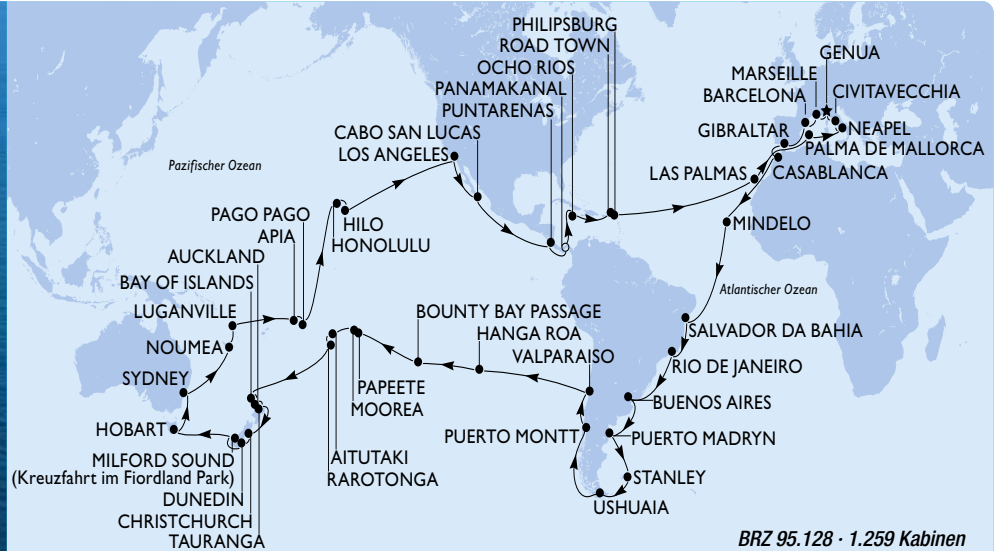 PHILIPSBURG
ROAD TOWN
OCHO RIOS
PANAMAKANAL
PUNTARENAS
GENUA
MARSEILLE
CIVITAVECCHIA
BARCELONA
GIBRALTAR
NEAPEL
PALMA DE MALLORCA
CABO SAN LUCAS
LOS ANGELES
LAS PALMAS
CASABLANCA
Pazifischer Ozean
PAGO PAGO
APIA
HILO
HONOLULU
MINDELO
AUCKLAND
BAY OF ISLANDS
LUGANVILLE
Atlantischer Ozean
BOUNTY BAY PASSAGE
HANGA ROA
VALPARAISO
SALVADOR DA BAHIA
NOUMEA
RIO DE JANEIRO
SYDNEY
PAPEETE
MOOREA
BUENOS AIRES
HOBART
PUERTO MONTT
PUERTO MADRYN
MILFORD SOUND
(Kreuzfahrt im Fiordland Park)
AITUTAKI
RAROTONGA
STANLEY
DUNEDIN
USHUAIA
CHRISTCHURCH
TAURANGA
BRZ 95.128 · 1.259 Kabinen